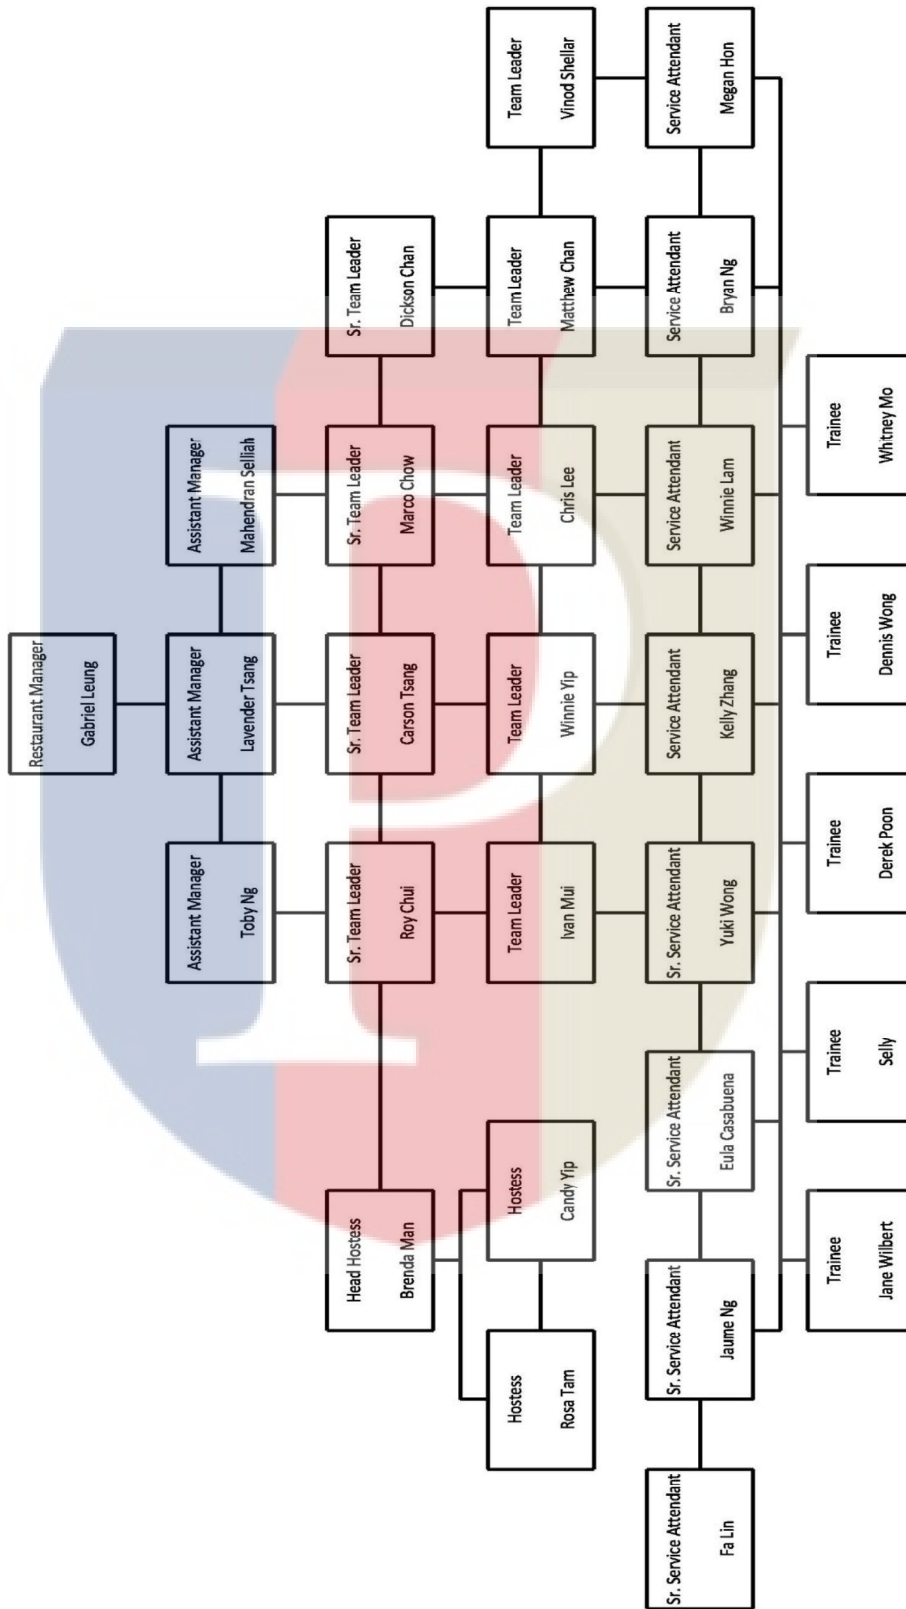 Restaurant Manager
Gabriel Leung
Assistant Manager
Toby Ng
Assistant Manager
Lavender Tsang
Assistant Manager
Mahendran Selliah
Head Hostess
Brenda Man
Sr. Team Leader
Roy Chui
Sr. Team Leader
Carson Tsang
Sr. Team Leader
Marco Chow
Sr. Team Leader
Dickson Chan
Hostess
Rosa Tam
Hostess
Candy Yip
Team Leader
Ivan Mui
Team Leader
Winnie Yip
Team Leader
Chris Lee
Team Leader
Matthew Chan
Team Leader
Vinod Shellar
Sr. Service Attendant
Fa Lin
Sr. Service Attendant
Jaume Ng
Sr. Service Attendant
Eula Casabuena
Sr. Service Attendant
Yuki Wong
Service Attendant
Kelly Zhang
Service Attendant
Winnie Lam
Service Attendant
Bryan Ng
Service Attendant
Megan Hon
Trainee
Jane Wilbert
Trainee
Selly
Trainee
Derek Poon
Trainee
Dennis Wong
Trainee
Whitney Mo
P